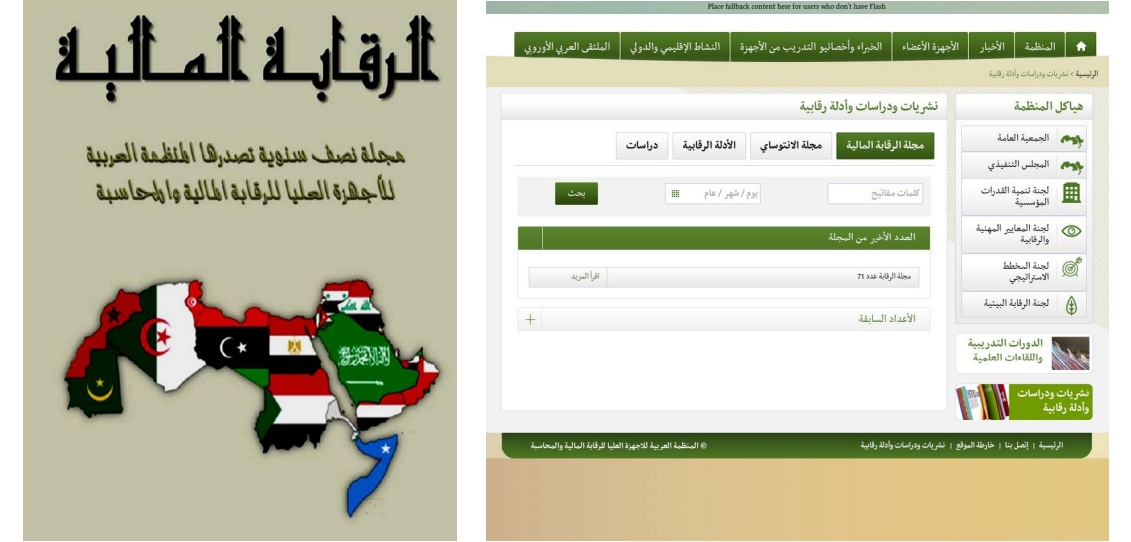 الرقابة المالية
مجلة نصف سنوية تصدرها المنظمة العربية
للأجهزة العليا للرقابة المالية والمحاسبة
Place fallback content here for users who don't have Flash
المنظمة
الأخبار
الأجهزة الأعضاء
الخبراء وأخصائيو التدريب من الأجهزة
النشاط الإقليمي والدولي
الملتقى العربي الأوروبي
الرئيسية > نشريات ودراسات وأدلة رقابية
هياكل المنظمة
الجمعية العامة
المجلس التنفيذي
لجنة تنمية القدرات
المؤسسية
لجنة المعايير المهنية
والرقابية
لجنة المخطط
الاستراتيجي
لجنة الرقابة البيئية
الدورات التدريبية
واللقاءات العلمية
نشريات ودراسات
وأدلة رقابية
نشريات ودراسات وأدلة رقابية
مجلة الرقابة المالية
مجلة الانتوساي
الأدلة الرقابية
دراسات
كلمات مفاتيح
يوم / شهر / عام
بحث
العدد الأخير من المجلة
مجلة الرقابة عدد 71
اقرأ المزيد
الأعداد السابقة
+
الرئيسية | إتصل بنا | خارطة الموقع | نشريات ودراسات وأدلة رقابية
© المنظمة العربية للاجهزة العليا للرقابة المالية والمحاسبة